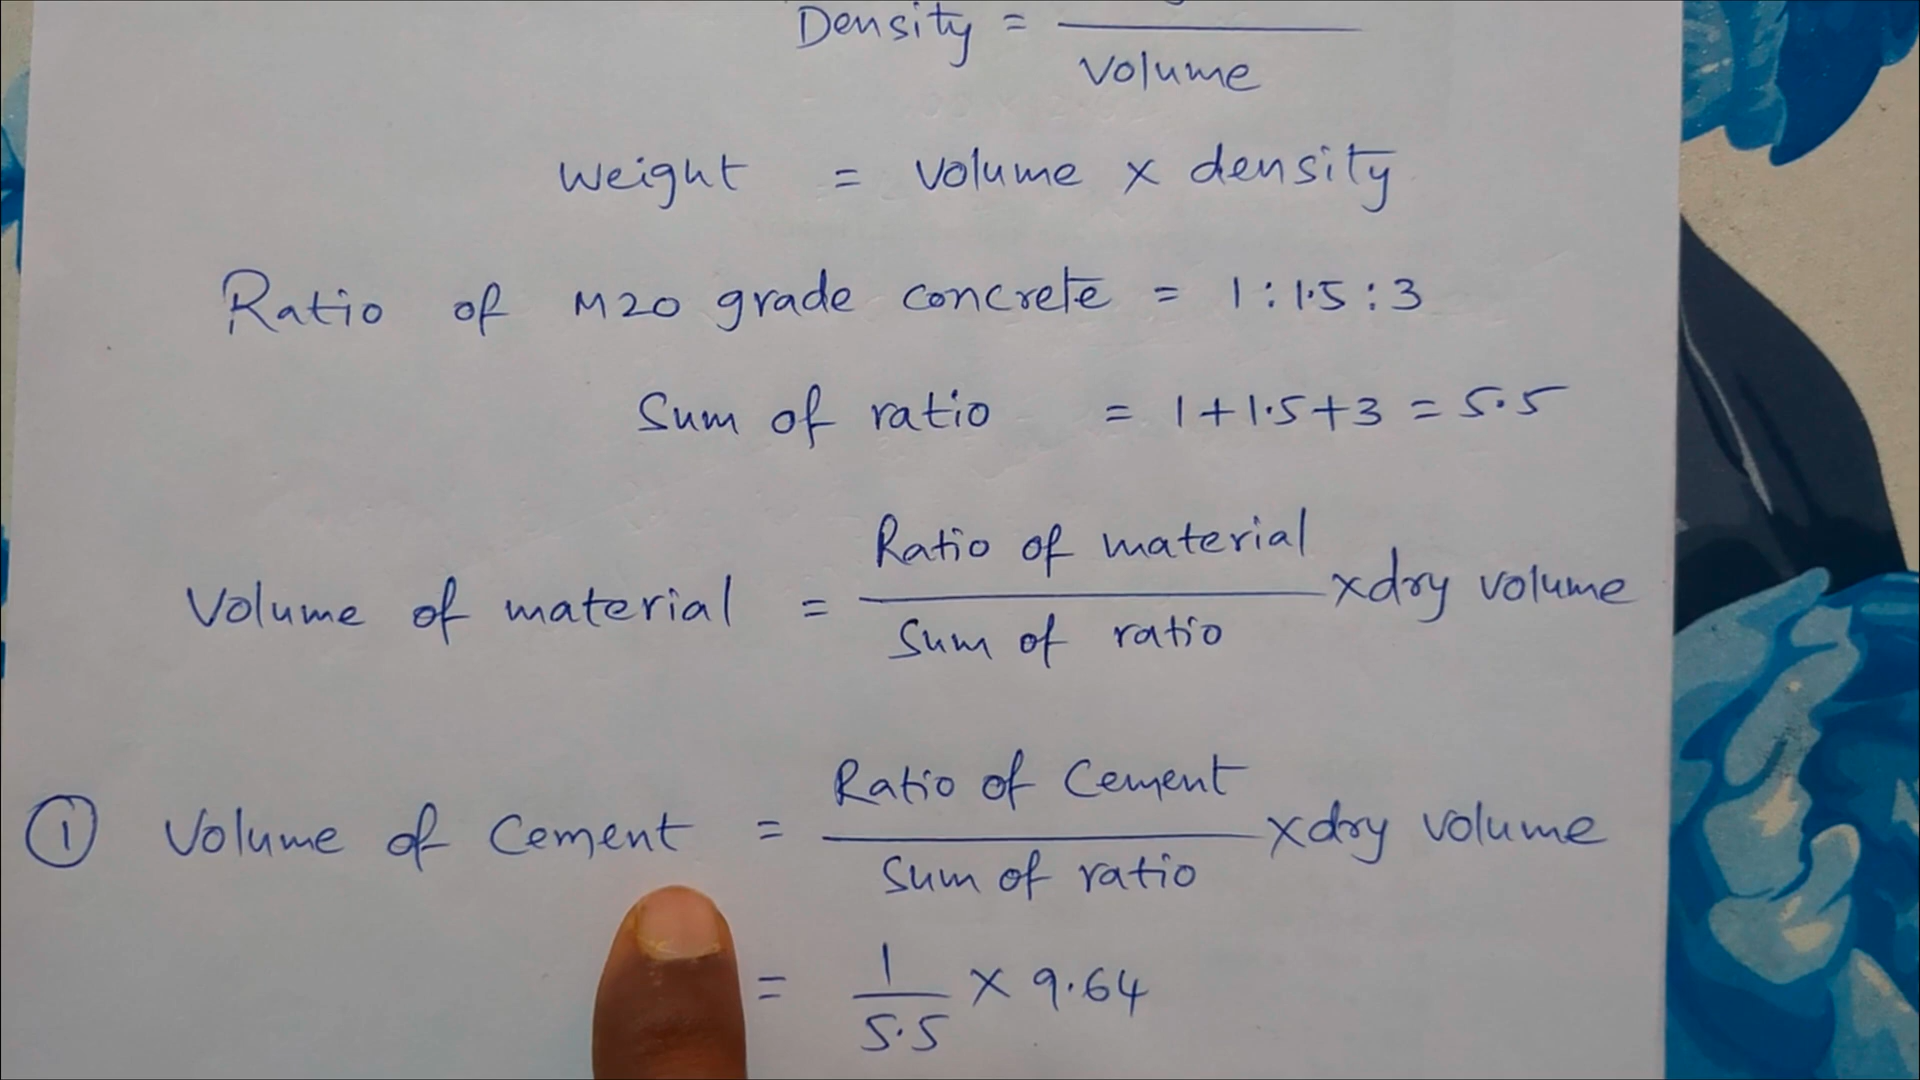 Density = volume
Weight = volume x density
Ratio of M20 grade concrete = 1:1.5:3
Sum of ratio = 1+1.5+3 = 5.5
Volume of material = Ratio of material / Sum of ratio x dry volume
① Volume of Cement = Ratio of Cement / Sum of ratio x dry volume
= 1/5.5 x 9.64